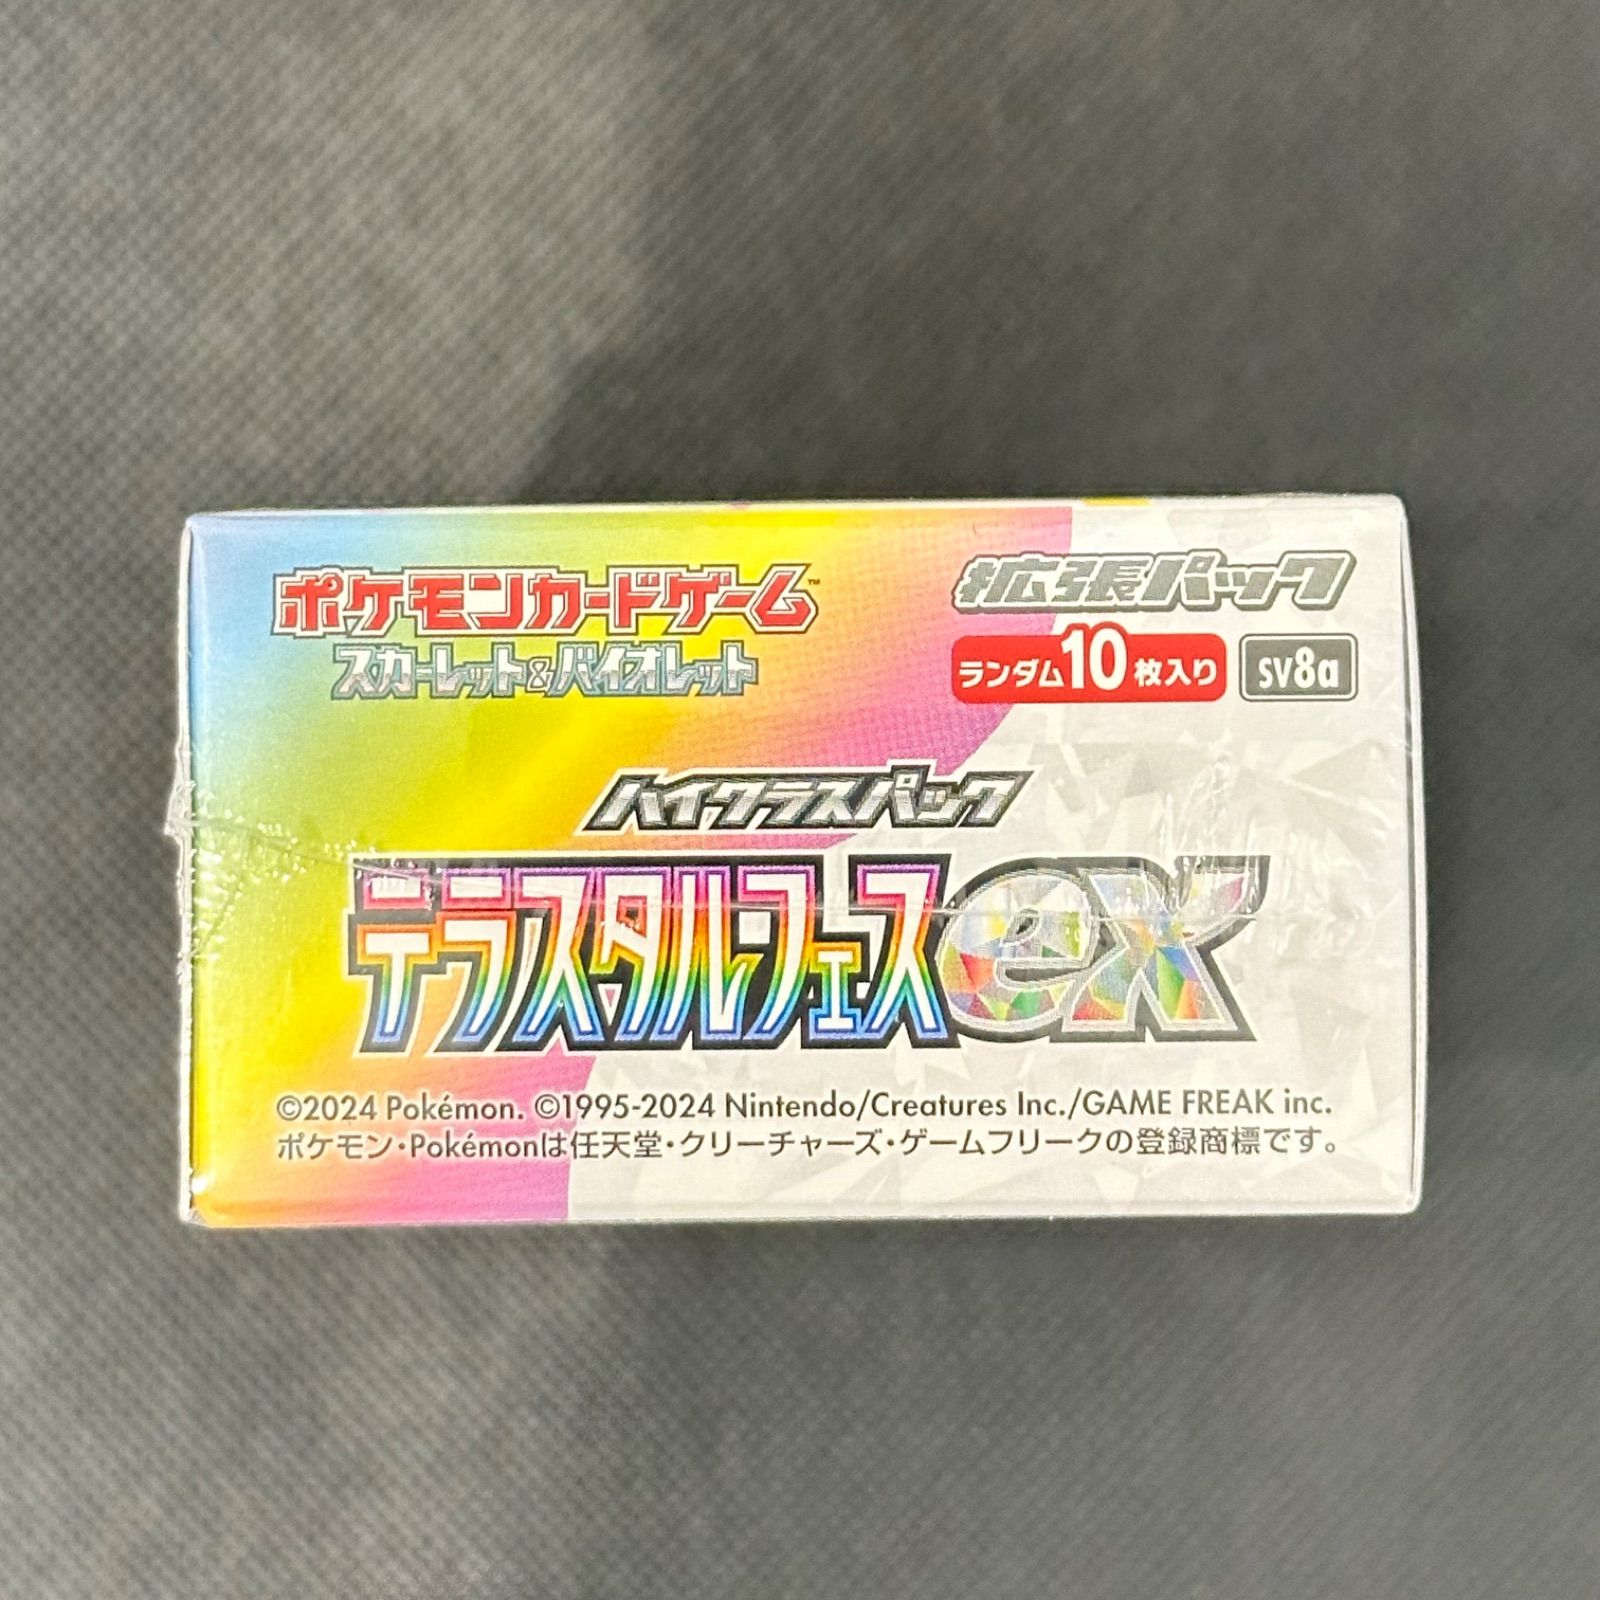 ポケモンカードゲーム™
スカーレット&バイオレット
拡張パック
ランダム10枚入り sv8a
ハイクラスパック
テラスタルフェスex
©2024 Pokémon. ©1995-2024 Nintendo/Creatures Inc./GAME FREAK inc.
ポケモン・Pokémonは任天堂・クリーチャーズ・ゲームフリークの登録商標です。